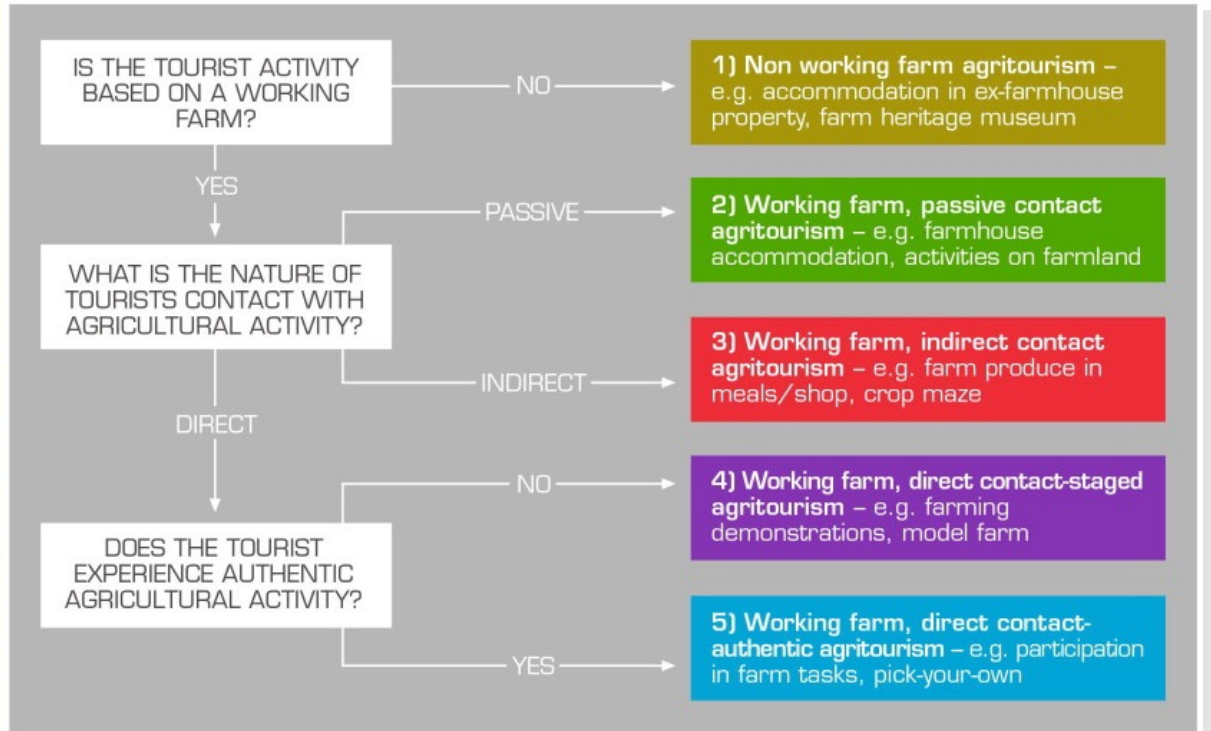 IS THE TOURIST ACTIVITY
BASED ON A WORKING
FARM?
NO
1) Non working farm agritourism –
e.g. accommodation in ex-farmhouse
property, farm heritage museum
YES
PASSIVE
2) Working farm, passive contact
agritourism – e.g. farmhouse
accommodation, activities on farmland
WHAT IS THE NATURE OF
TOURISTS CONTACT WITH
AGRICULTURAL ACTIVITY?
INDIRECT
3) Working farm, indirect contact
agritourism – e.g. farm produce in
meals/shop, crop maze
DIRECT
NO
4) Working farm, direct contact-staged
agritourism – e.g. farming
demonstrations, model farm
DOES THE TOURIST
EXPERIENCE AUTHENTIC
AGRICULTURAL ACTIVITY?
YES
5) Working farm, direct contact-
authentic agritourism – e.g. participation
in farm tasks, pick-your-own